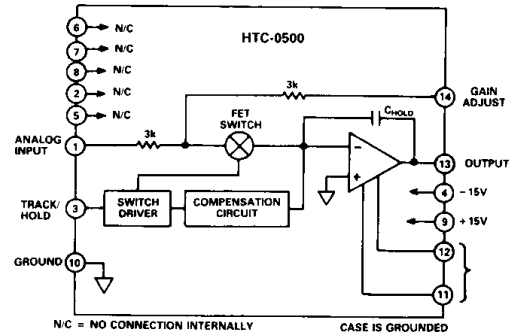 HTC-0500
6 N/C
7 N/C
8 N/C
2 N/C
5 N/C
3k
14 GAIN
ADJUST
FET
SWITCH
CHOLD
ANALOG
INPUT
1
3k
−
+
13 OUTPUT
4 −15V
9 +15V
TRACK/
HOLD
3
SWITCH
DRIVER
COMPENSATION
CIRCUIT
12
GROUND 10
11
N/C = NO CONNECTION INTERNALLY
CASE IS GROUNDED